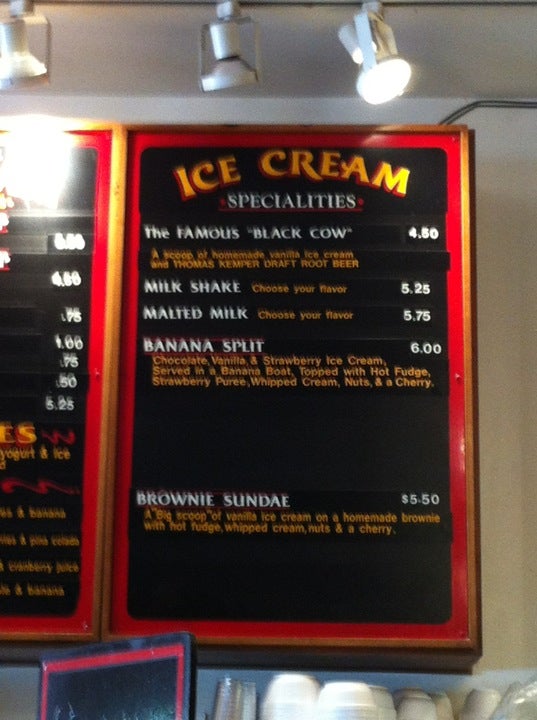 ICE CREAM
SPECIALITIES
The FAMOUS "BLACK COW" 4.50
A scoop of homemade vanilla ice cream
and THOMAS KEMPER DRAFT ROOT BEER
MILK SHAKE Choose your flavor 5.25
MALTED MILK Choose your flavor 5.75
BANANA SPLIT 6.00
Chocolate, Vanilla, & Strawberry Ice Cream,
Served in a Banana Boat, Topped with Hot Fudge,
Strawberry Puree, Whipped Cream, Nuts, & a Cherry.
BROWNIE SUNDAE $5.50
A "Big scoop" of vanilla ice cream on a homemade brownie
with hot fudge, whipped cream, nuts & a cherry.
.75
1.00
.75
.50
5.25
ES
yogurt & ice
& banana
& pina colada
& cranberry juice
& banana